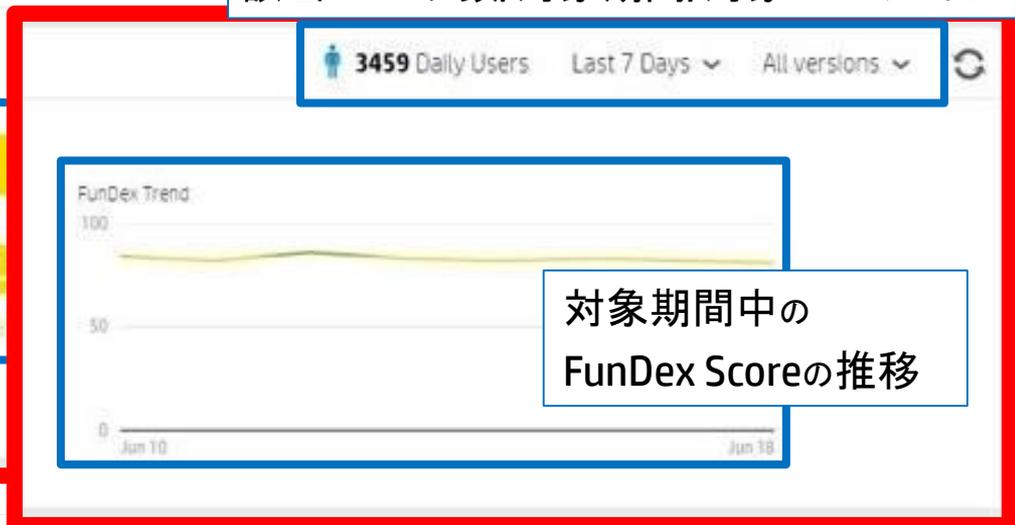 3459 Daily Users Last 7 Days All versions
FunDex Trend
100
50
対象期間中の
FunDex Scoreの推移
0
Jun 10 Jun 18